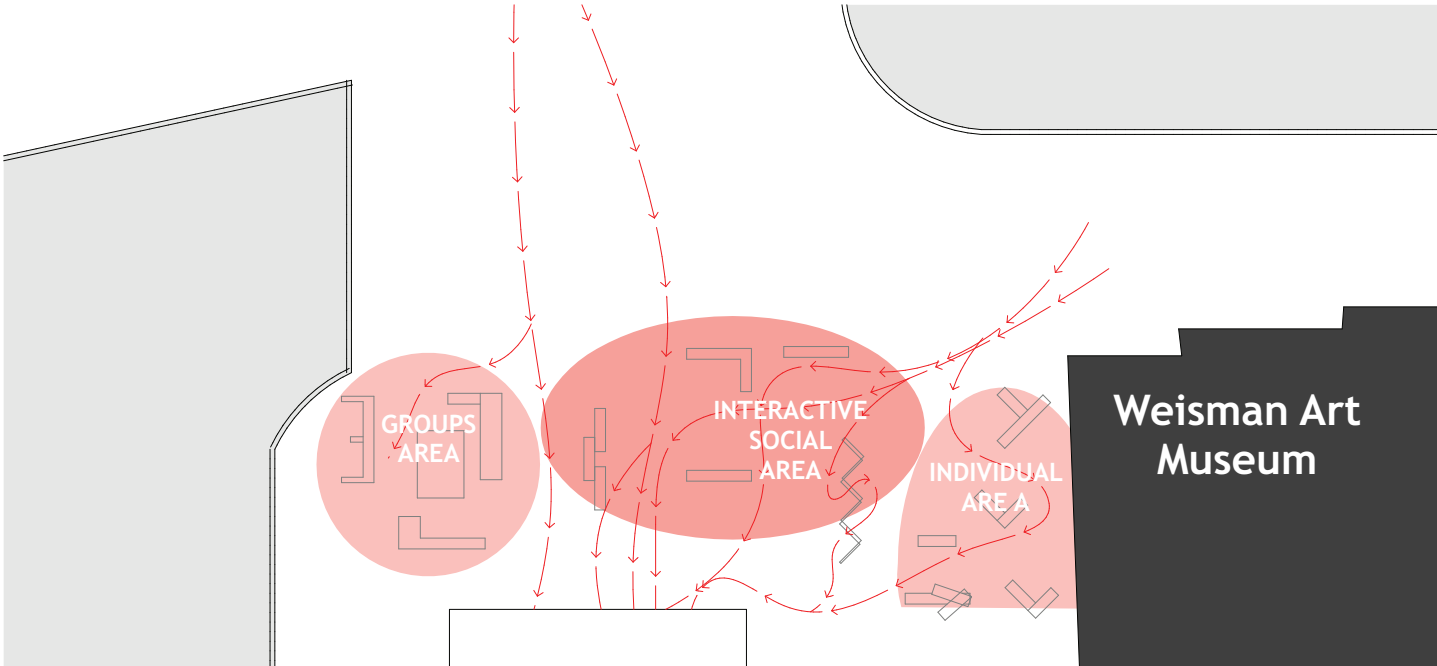 GROUPS
AREA
INTERACTIVE
SOCIAL
AREA
INDIVIDUAL
ARE A
Weisman Art
Museum